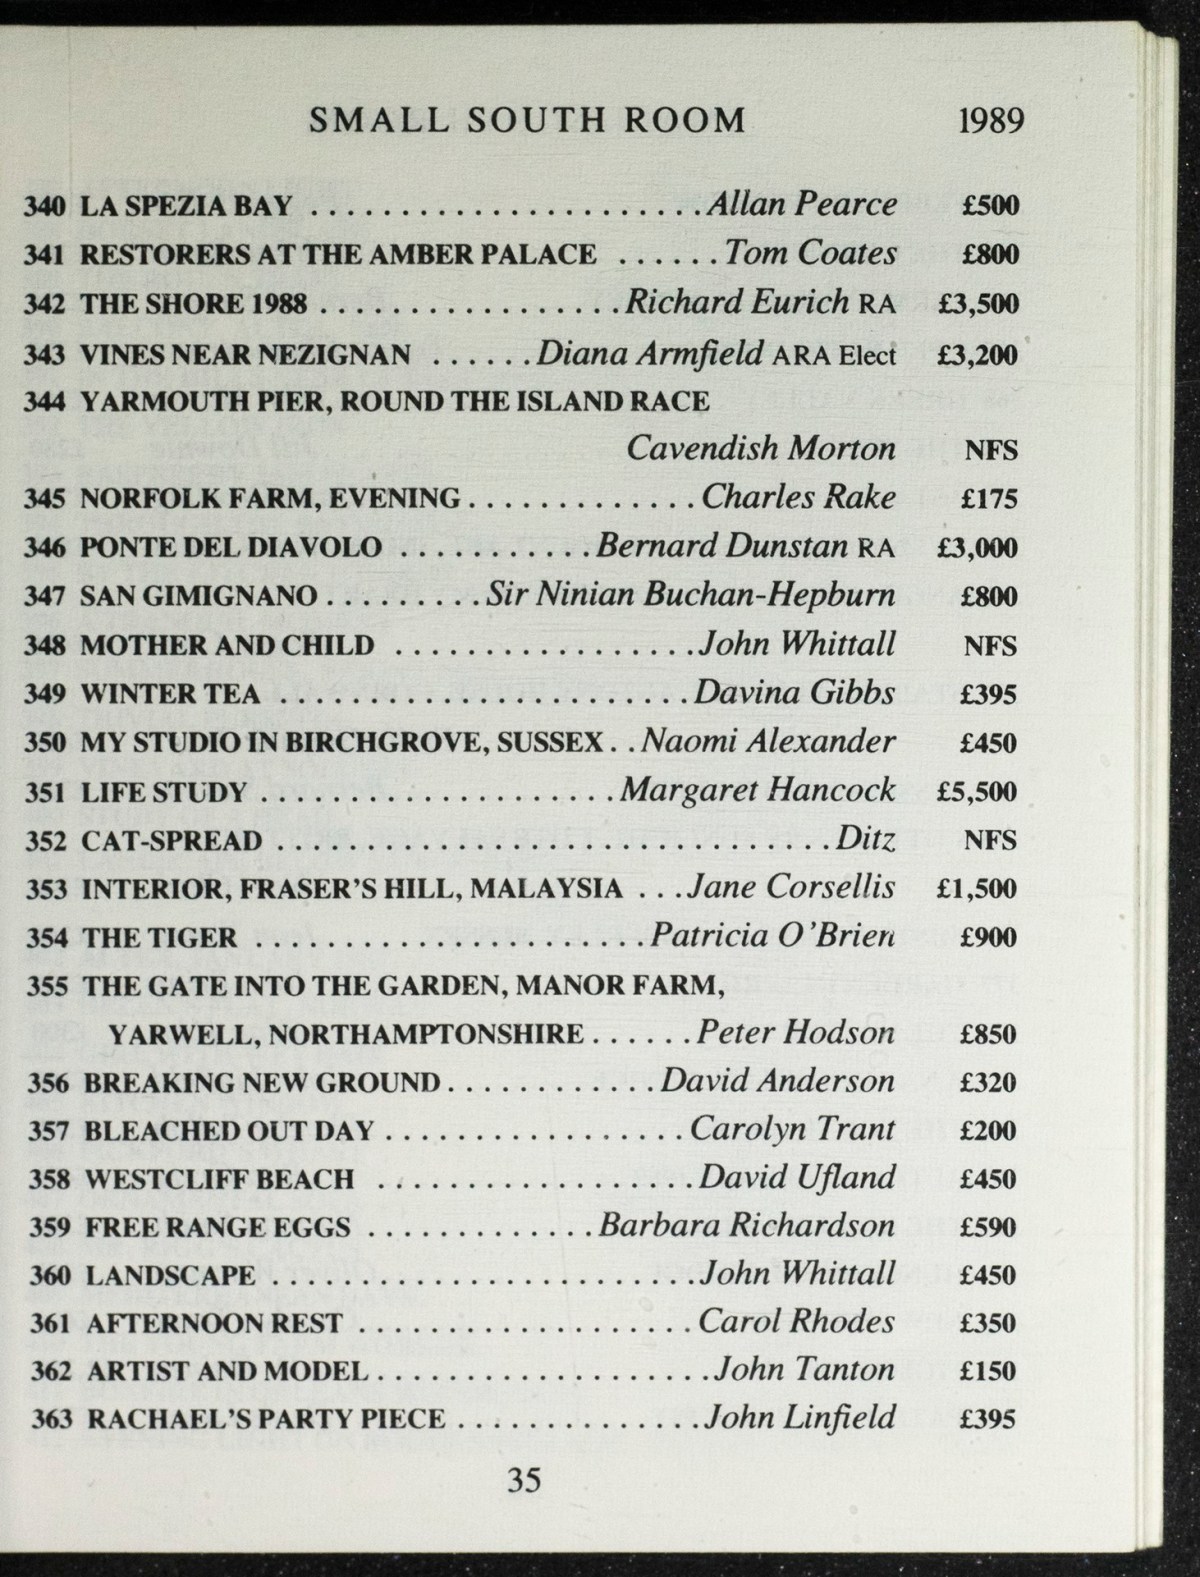 SMALL SOUTH ROOM 1989
340 LA SPEZIA BAY ...................... Allan Pearce £500
341 RESTORERS AT THE AMBER PALACE ...... Tom Coates £800
342 THE SHORE 1988 ................. Richard Eurich RA £3,500
343 VINES NEAR NEZIGNAN ...... Diana Armfield ARA Elect £3,200
344 YARMOUTH PIER, ROUND THE ISLAND RACE
Cavendish Morton NFS
345 NORFOLK FARM, EVENING ............. Charles Rake £175
346 PONTE DEL DIAVOLO ........... Bernard Dunstan RA £3,000
347 SAN GIMIGNANO ......... Sir Ninian Buchan-Hepburn £800
348 MOTHER AND CHILD ................. John Whittall NFS
349 WINTER TEA ....................... Davina Gibbs £395
350 MY STUDIO IN BIRCHGROVE, SUSSEX .. Naomi Alexander £450
351 LIFE STUDY .................... Margaret Hancock £5,500
352 CAT-SPREAD ............................... Ditz NFS
353 INTERIOR, FRASER'S HILL, MALAYSIA ... Jane Corsellis £1,500
354 THE TIGER ...................... Patricia O'Brien £900
355 THE GATE INTO THE GARDEN, MANOR FARM,
YARWELL, NORTHAMPTONSHIRE ...... Peter Hodson £850
356 BREAKING NEW GROUND ............ David Anderson £320
357 BLEACHED OUT DAY ................. Carolyn Trant £200
358 WESTCLIFF BEACH .................. David Ufland £450
359 FREE RANGE EGGS ............. Barbara Richardson £590
360 LANDSCAPE ........................ John Whittall £450
361 AFTERNOON REST ................... Carol Rhodes £350
362 ARTIST AND MODEL ................... John Tanton £150
363 RACHAEL'S PARTY PIECE .............. John Linfield £395
35